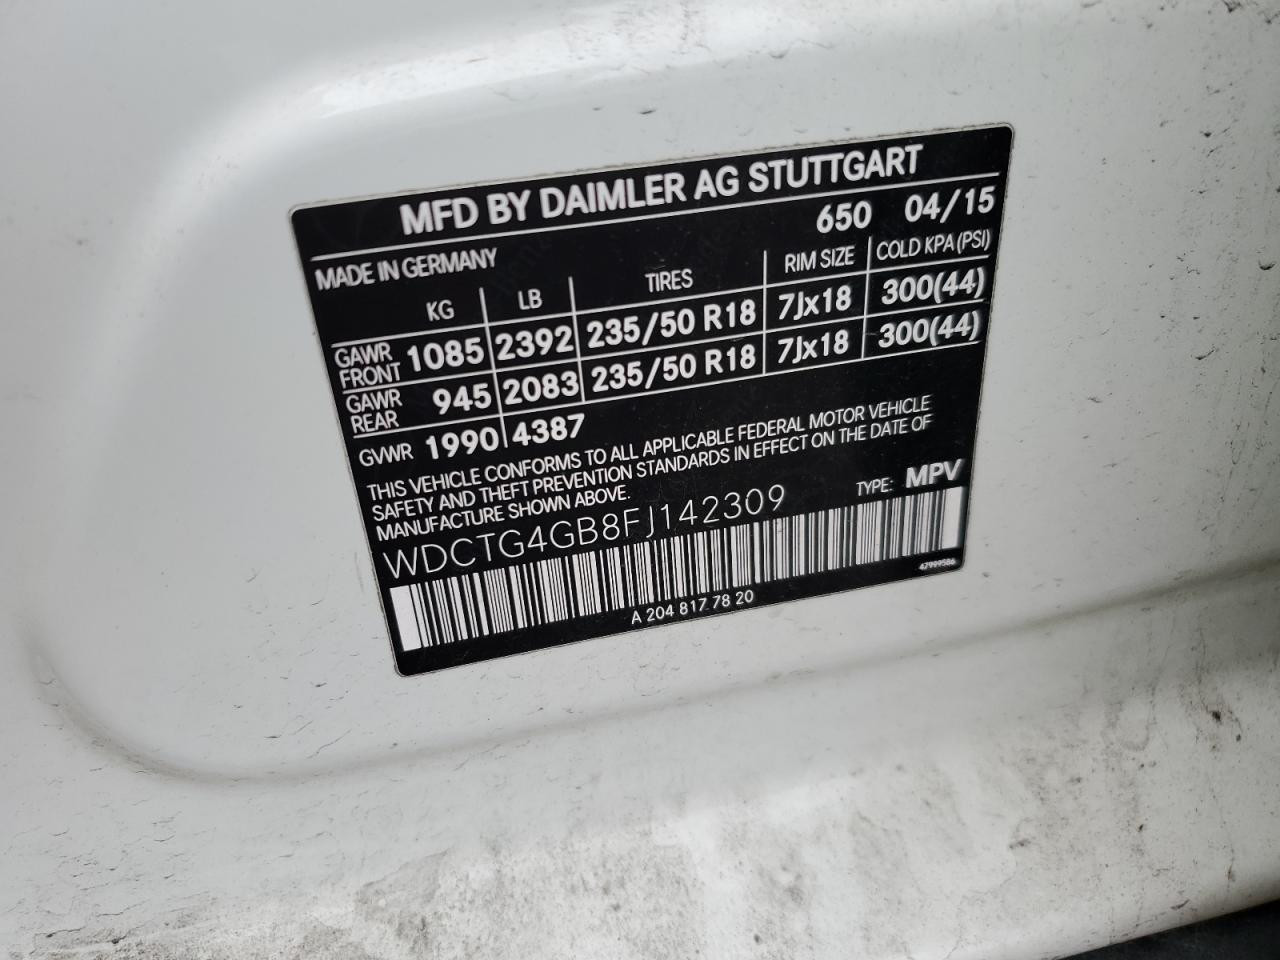 MFD BY DAIMLER AG STUTTGART
650 04/15
MADE IN GERMANY
KG LB TIRES RIM SIZE COLD KPA (PSI)
GAWR FRONT 1085 2392 235/50 R18 7Jx18 300(44)
GAWR REAR 945 2083 235/50 R18 7Jx18 300(44)
GVWR 1990 4387
THIS VEHICLE CONFORMS TO ALL APPLICABLE FEDERAL MOTOR VEHICLE
SAFETY AND THEFT PREVENTION STANDARDS IN EFFECT ON THE DATE OF
MANUFACTURE SHOWN ABOVE.
TYPE: MPV
WDCTG4GB8FJ142309
47999586
A 204 817 78 20